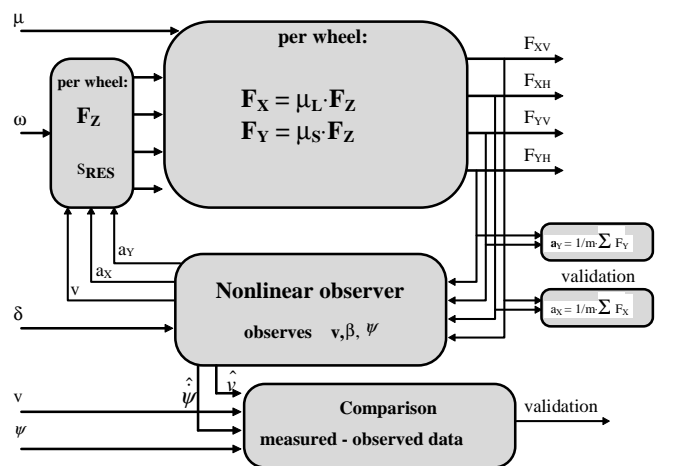 μ
per wheel:
F_XV
per wheel:
F_Z
S_RES
F_X = μ_L·F_Z
F_Y = μ_S·F_Z
F_XH
ω
F_YV
F_YH
a_Y
a_X
v
a_Y = 1/m·∑ F_Y
validation
a_X = 1/m·∑ F_X
Nonlinear observer
observes v,β, ψ
δ
ψ̇̂
v̂
v
ψ
Comparison
measured - observed data
validation